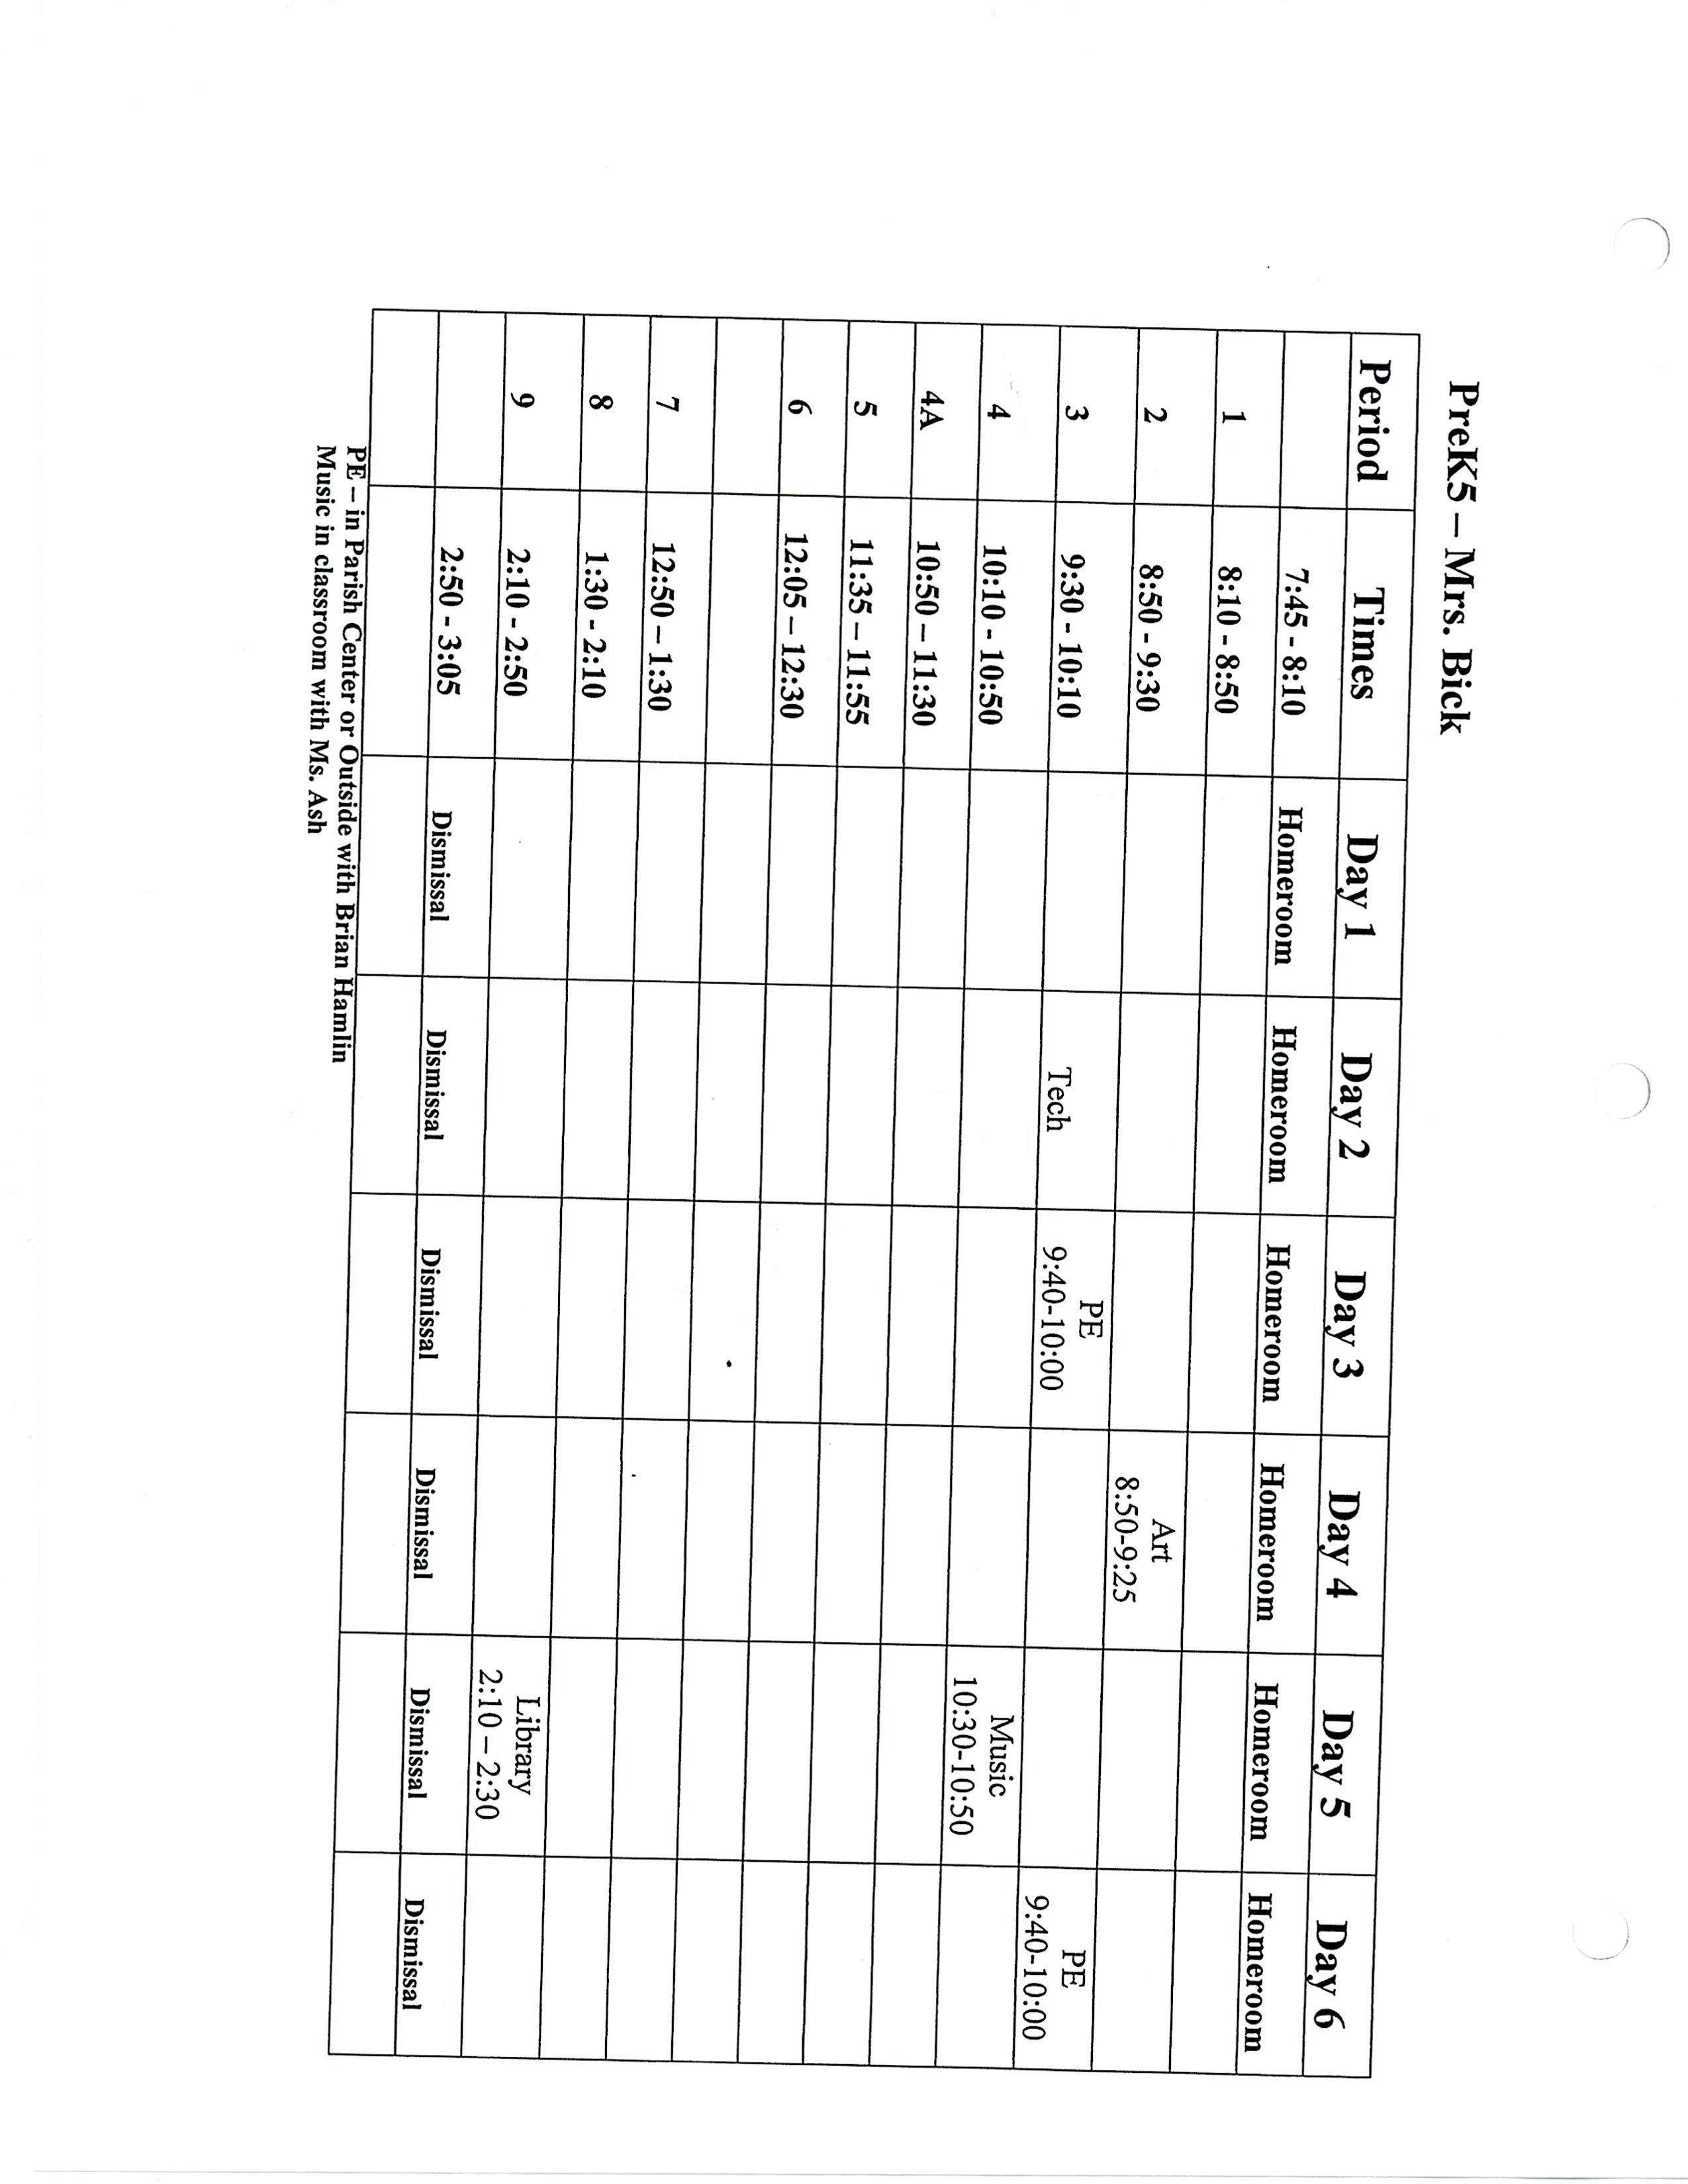 PreK5 – Mrs. Bick
Period Times Day 1 Day 2 Day 3 Day 4 Day 5 Day 6
7:45 - 8:10 Homeroom Homeroom Homeroom Homeroom Homeroom Homeroom
1 8:10 - 8:50
2 8:50 - 9:30 Art 8:50-9:25
3 9:30 - 10:10 Tech PE 9:40-10:00 PE 9:40-10:00
4 10:10 - 10:50 Music 10:30-10:50
4A 10:50 – 11:30
5 11:35 – 11:55
6 12:05 – 12:30
7 12:50 – 1:30
8 1:30 - 2:10
9 2:10 - 2:50 Library 2:10 – 2:30
2:50 - 3:05 Dismissal Dismissal Dismissal Dismissal Dismissal Dismissal
PE – in Parish Center or Outside with Brian Hamlin
Music in classroom with Ms. Ash